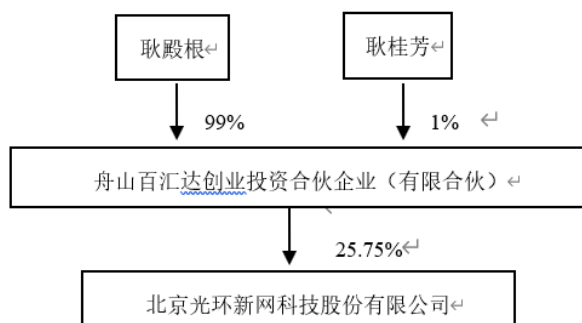 耿殿根 耿桂芳
99% 1%
舟山百汇达创业投资合伙企业（有限合伙）
25.75%
北京光环新网科技股份有限公司